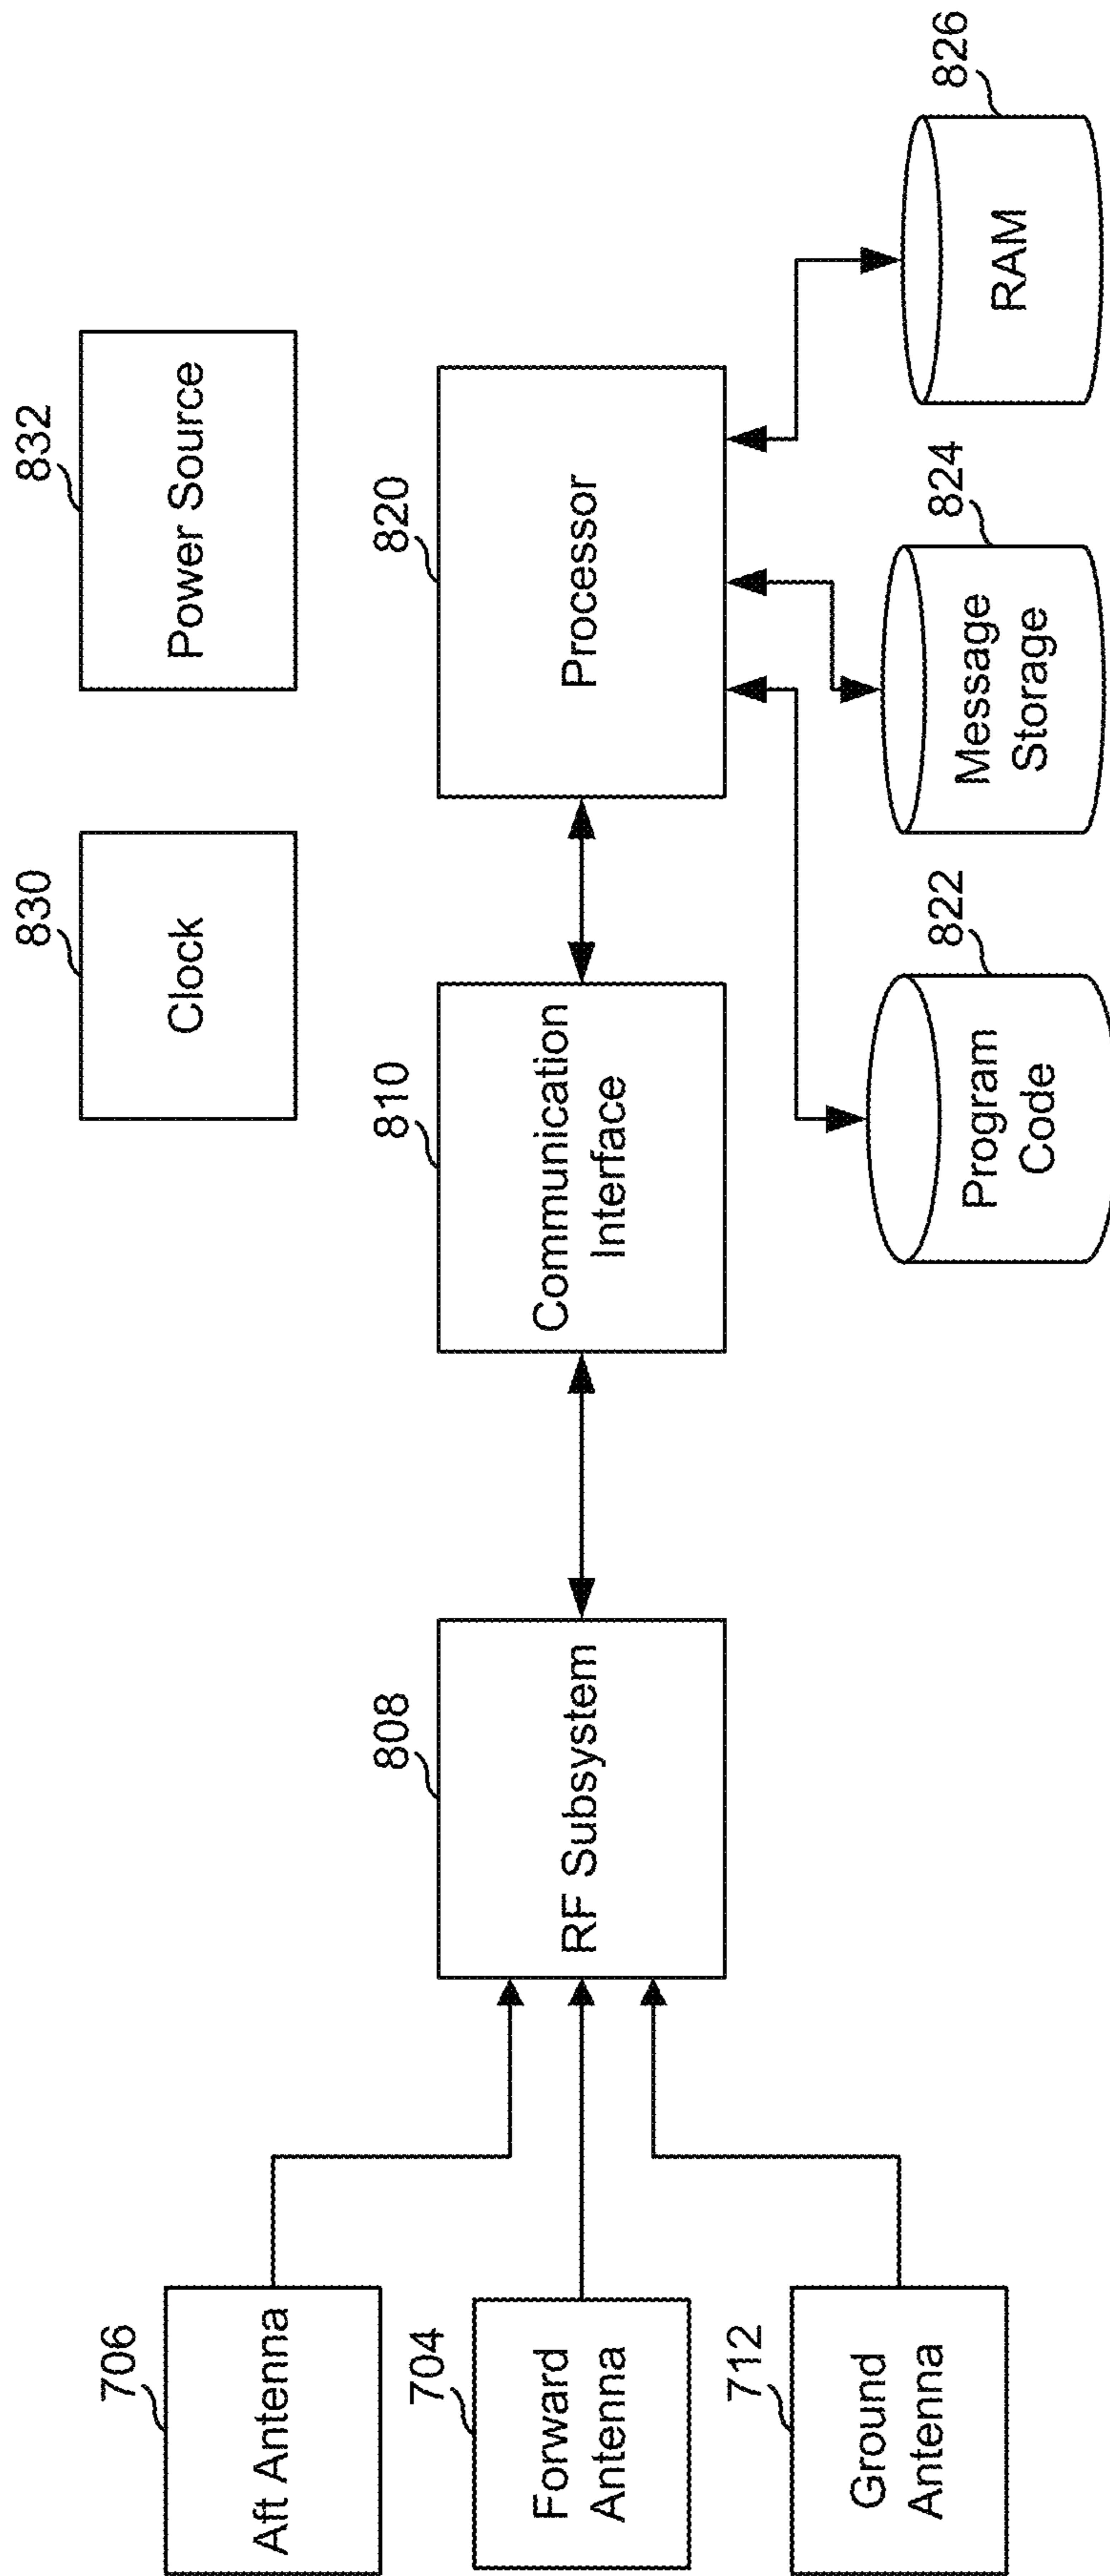 830
Clock
832
Power Source
706
Aft Antenna
704
Forward
Antenna
712
Ground
Antenna
808
RF Subsystem
810
Communication
Interface
820
Processor
822
Program
Code
824
Message
Storage
826
RAM